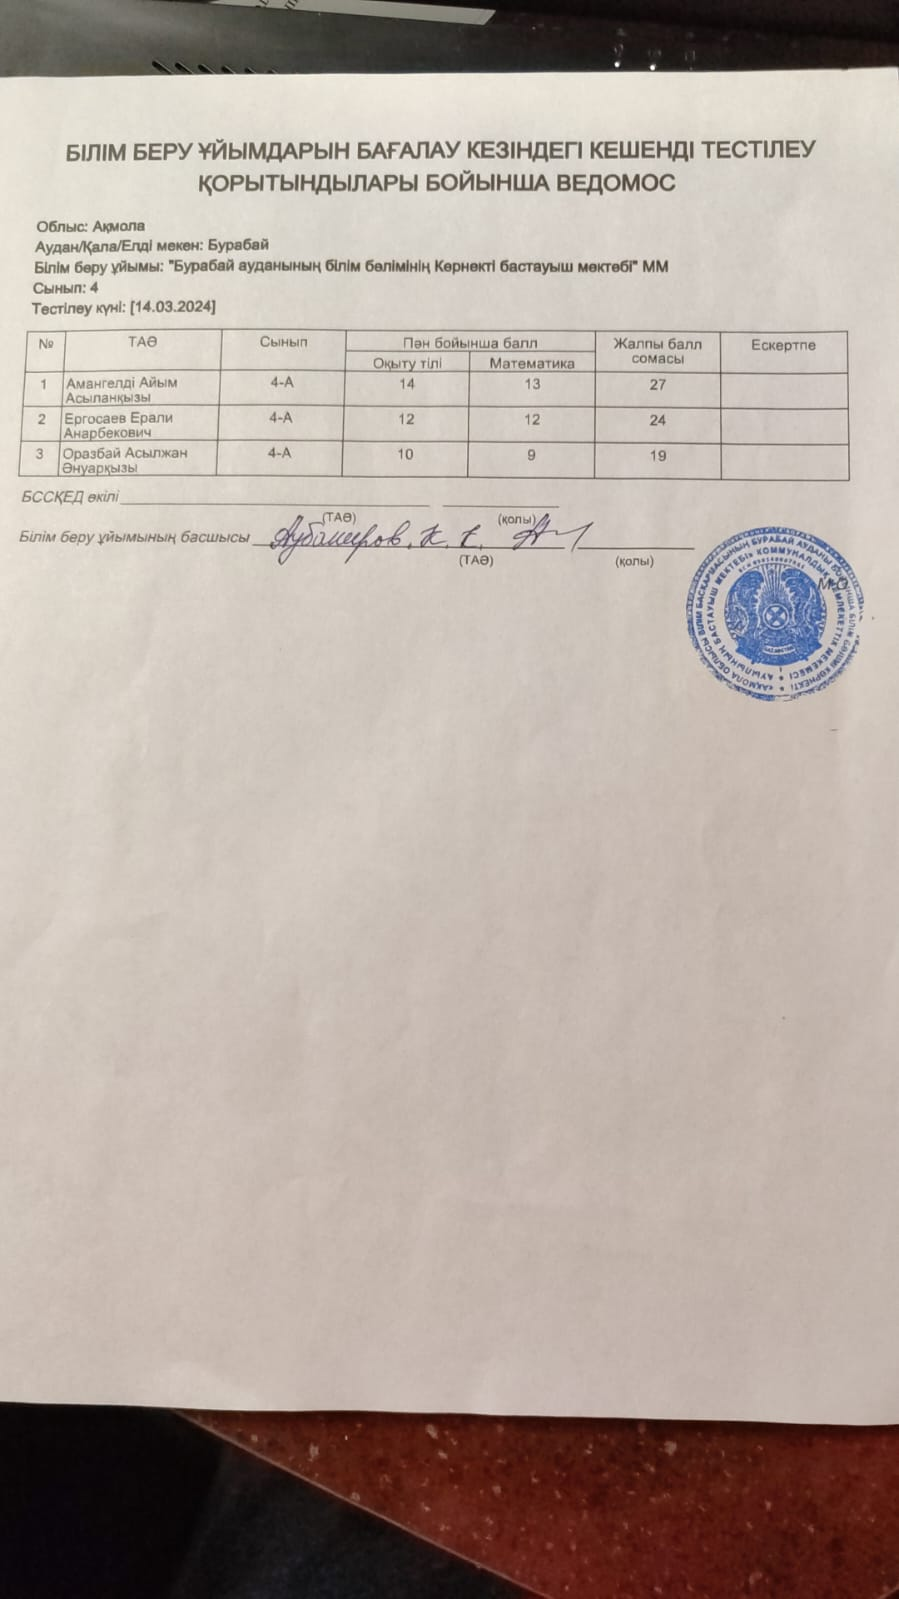 БІЛІМ БЕРУ ҰЙЫМДАРЫН БАҒАЛАУ КЕЗІНДЕГІ КЕШЕНДІ ТЕСТІЛЕУ
ҚОРЫТЫНДЫЛАРЫ БОЙЫНША ВЕДОМОС
Облыс: Ақмола
Аудан/Қала/Елді мекен: Бурабай
Білім беру ұйымы: "Бурабай ауданының білім бөлімінің Көрнекті бастауыш мектебі" ММ
Сынып: 4
Тестілеу күні: [14.03.2024]
№ ТАӘ Сынып Пән бойынша балл Жалпы балл сомасы Ескертпе
Оқыту тілі Математика
1 Амангелді Айым Асыланқызы 4-А 14 13 27
2 Ергосаев Ерали Анарбекович 4-А 12 12 24
3 Оразбай Асылжан Әнуарқызы 4-А 10 9 19
БССҚЕД өкілі
(ТАӘ) (қолы)
Білім беру ұйымының басшысы
(ТАӘ) (қолы)
М.О.